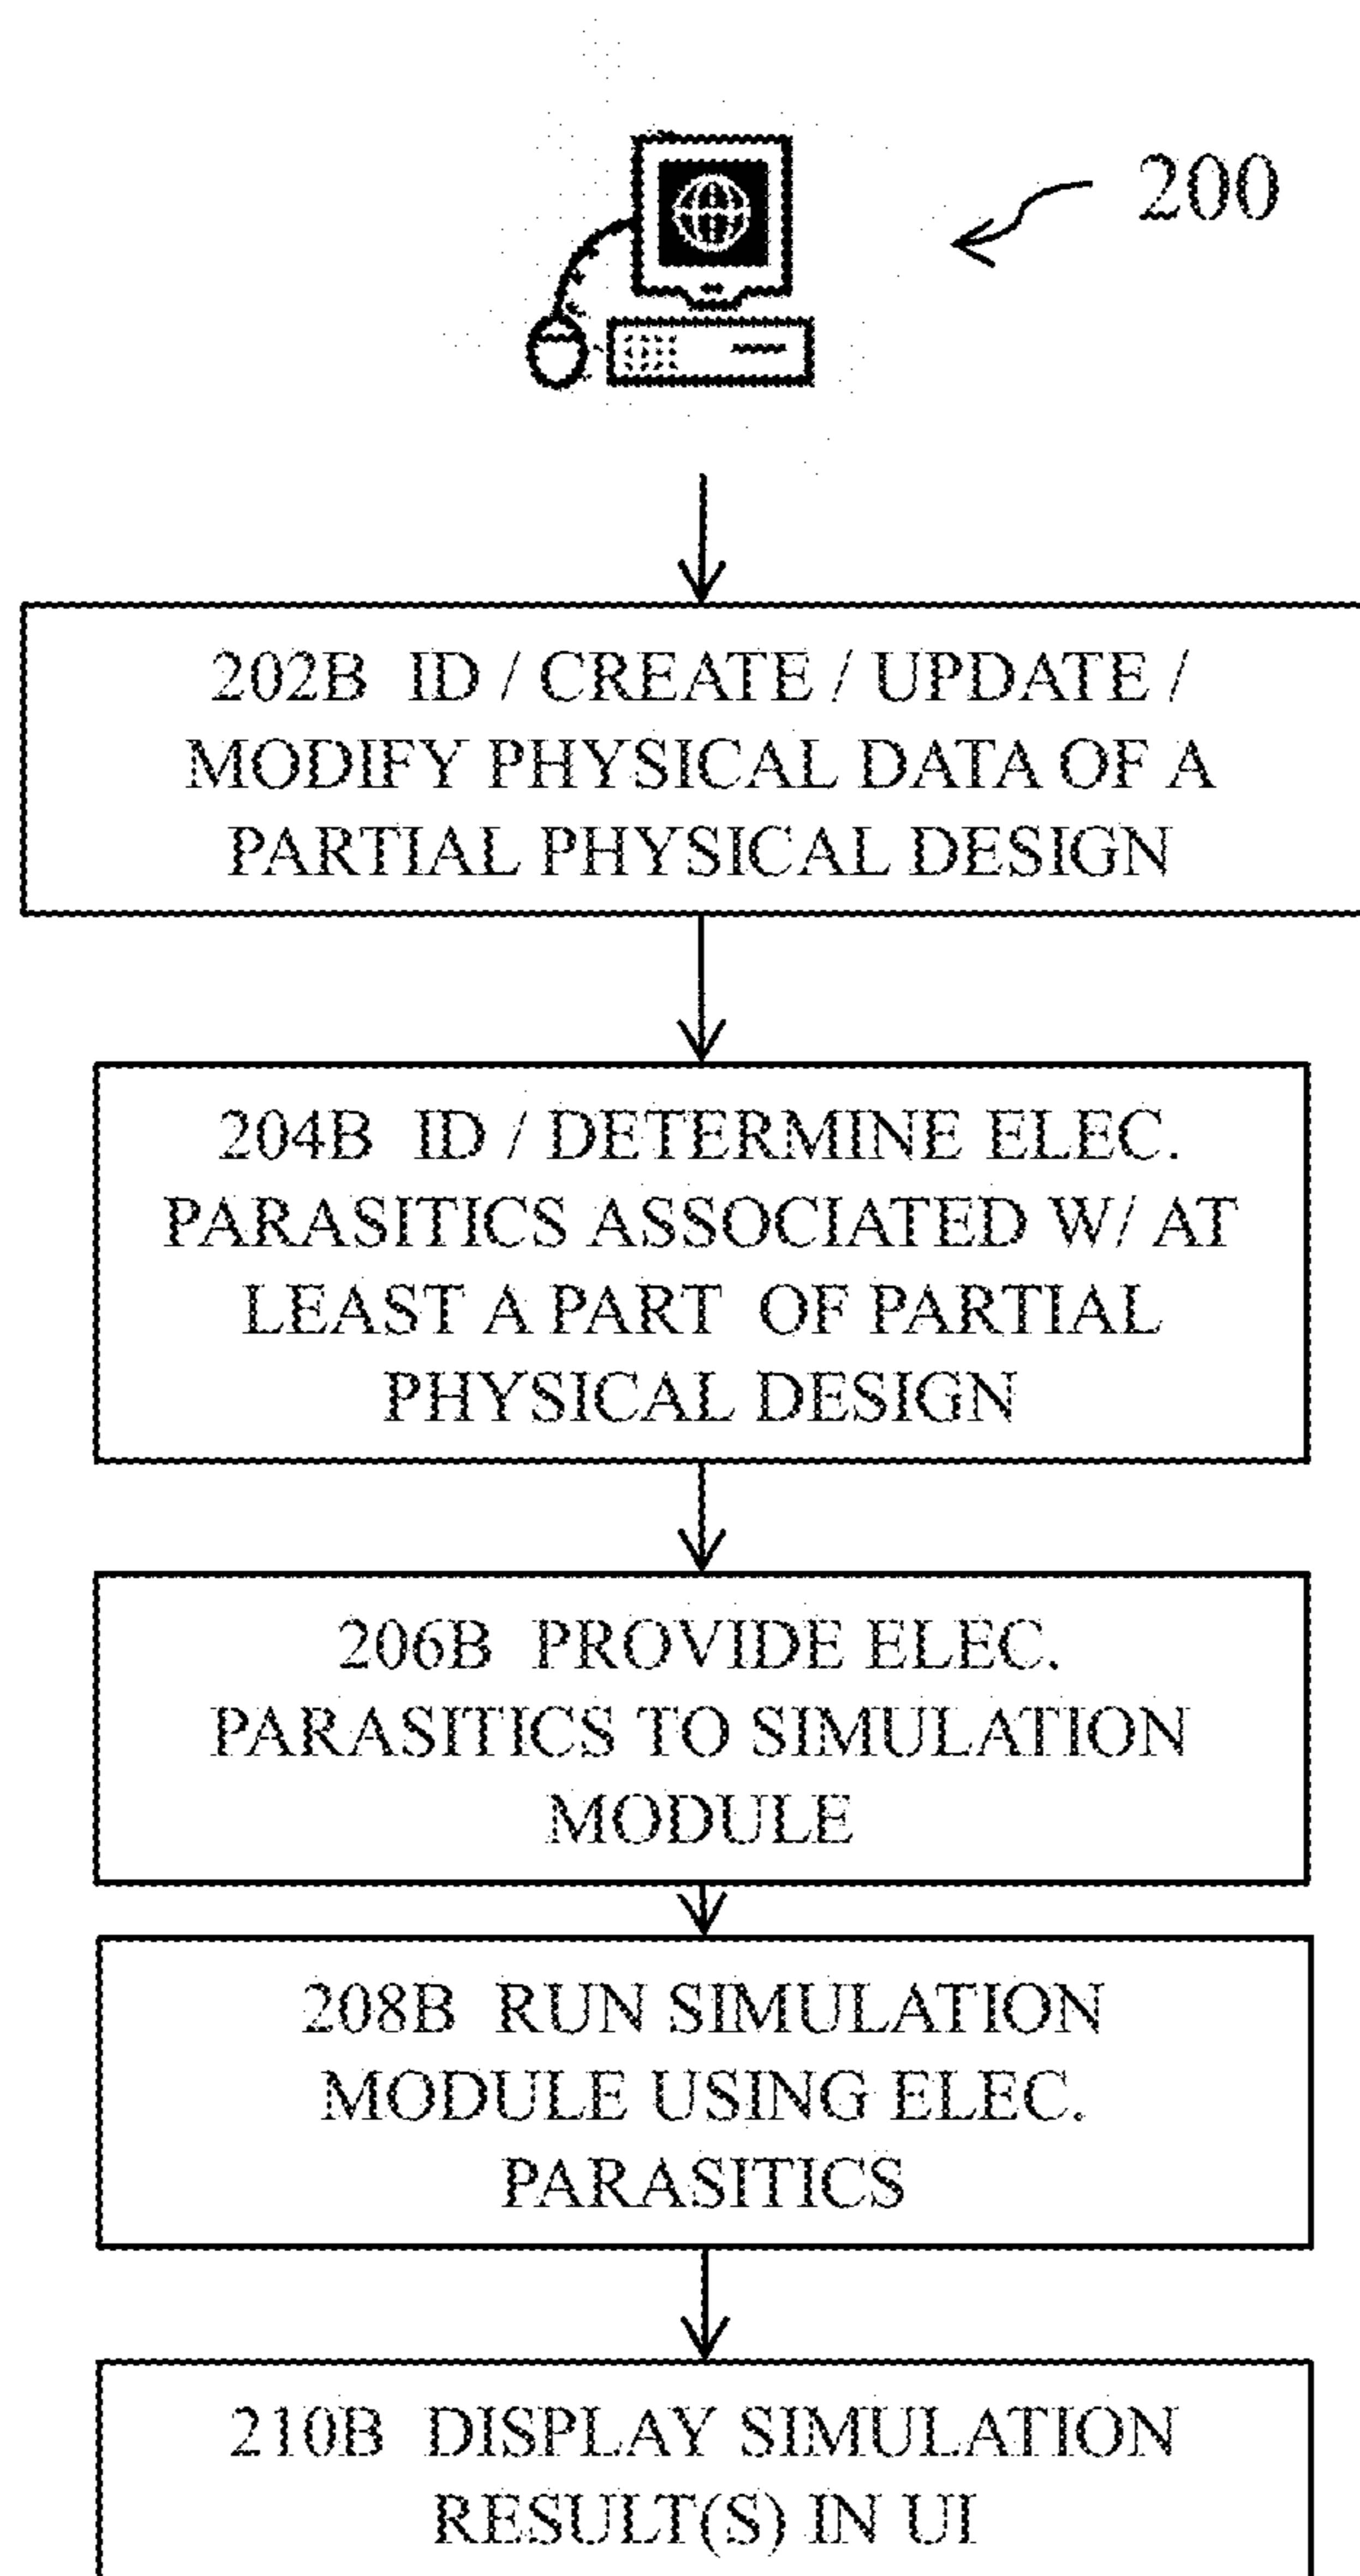 200
202B ID / CREATE / UPDATE /
MODIFY PHYSICAL DATA OF A
PARTIAL PHYSICAL DESIGN
204B ID / DETERMINE ELEC.
PARASITICS ASSOCIATED W/ AT
LEAST A PART OF PARTIAL
PHYSICAL DESIGN
206B PROVIDE ELEC.
PARASITICS TO SIMULATION
MODULE
208B RUN SIMULATION
MODULE USING ELEC.
PARASITICS
210B DISPLAY SIMULATION
RESULT(S) IN UI